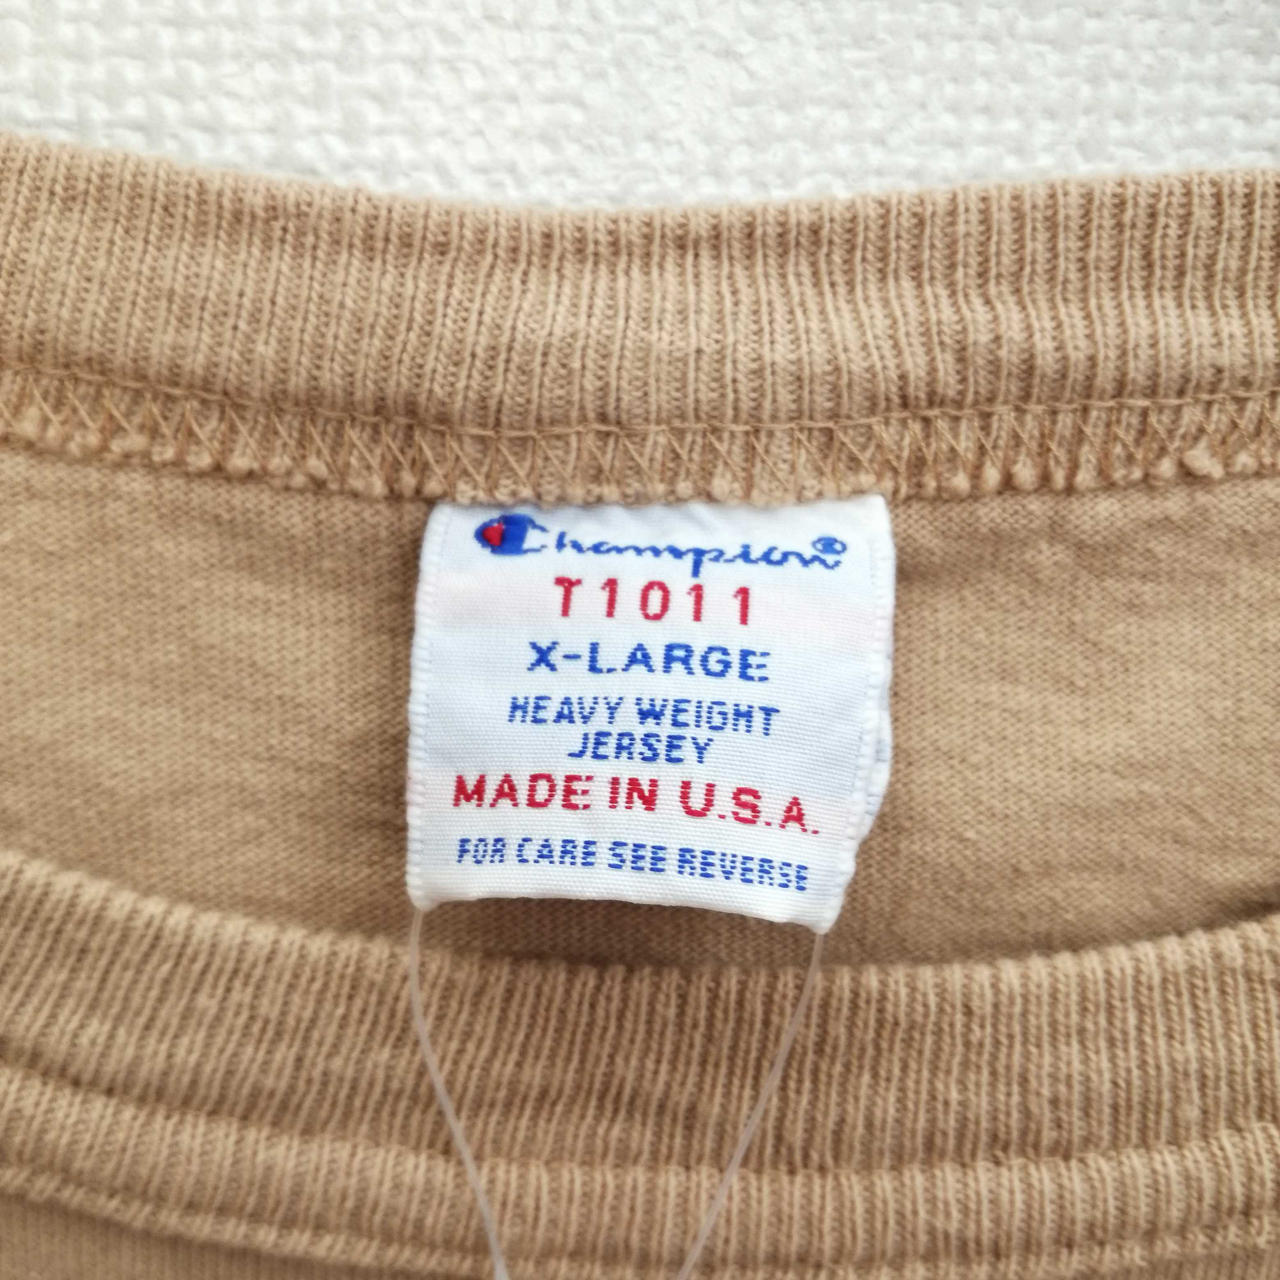 Champion®
T1011
X-LARGE
HEAVY WEIGHT
JERSEY
MADE IN U.S.A.
FOR CARE SEE REVERSE